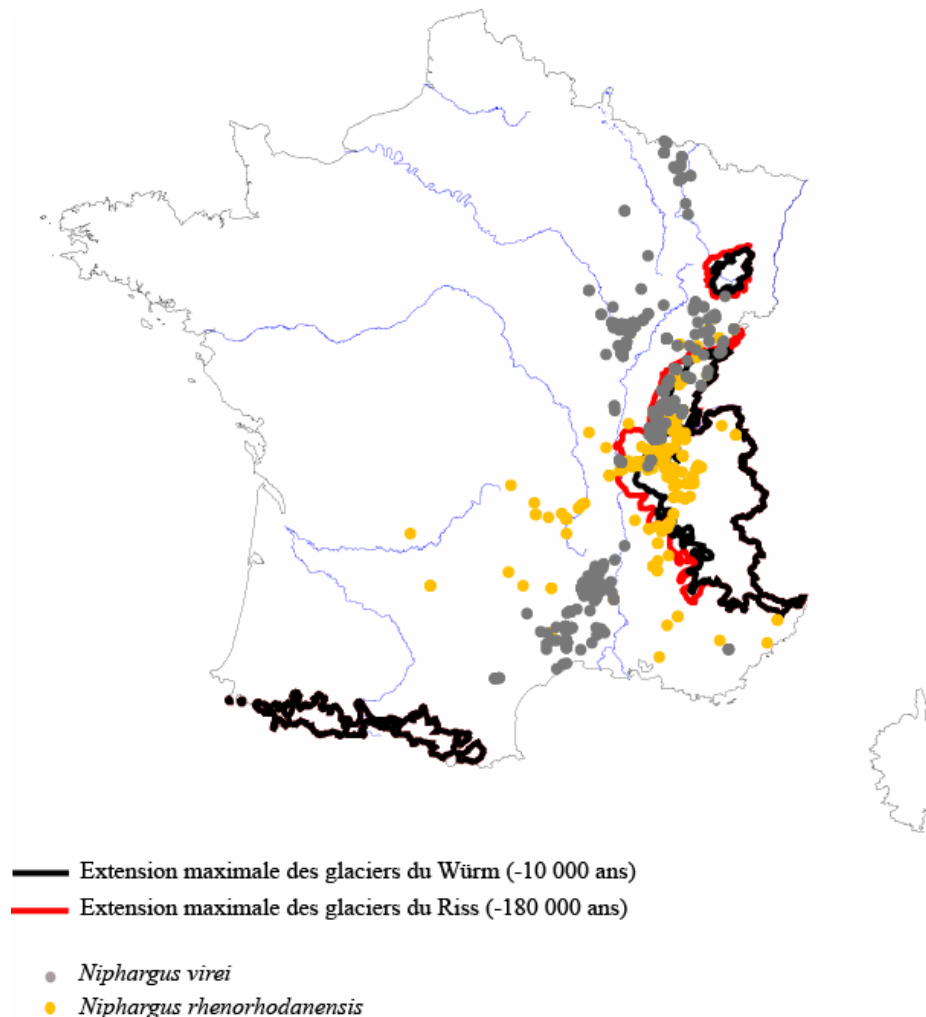 Extension maximale des glaciers du Würm (-10 000 ans)
Extension maximale des glaciers du Riss (-180 000 ans)
Niphargus virei
Niphargus rhenorhodanensis